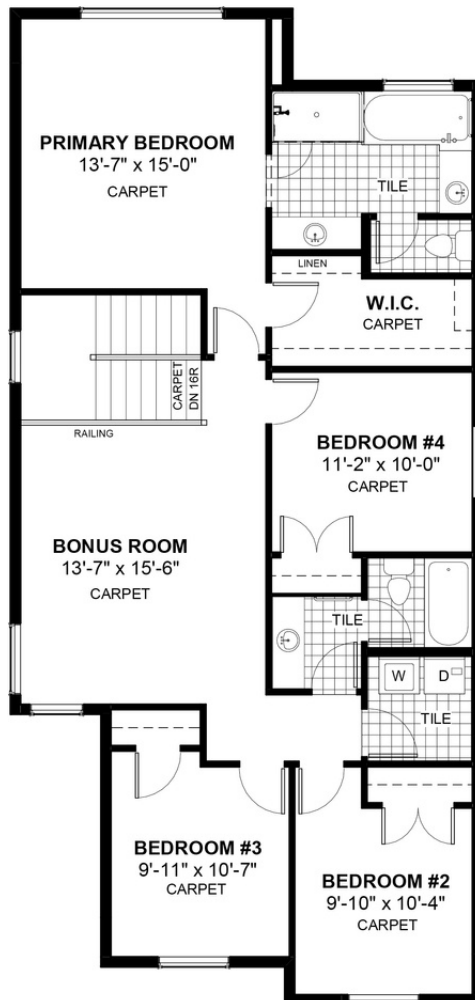 PRIMARY BEDROOM
13'-7" x 15'-0"
CARPET
TILE
LINEN
W.I.C.
CARPET
CARPET
DN 16R
RAILING
BEDROOM #4
11'-2" x 10'-0"
CARPET
BONUS ROOM
13'-7" x 15'-6"
CARPET
TILE
W
D
TILE
BEDROOM #3
9'-11" x 10'-7"
CARPET
BEDROOM #2
9'-10" x 10'-4"
CARPET